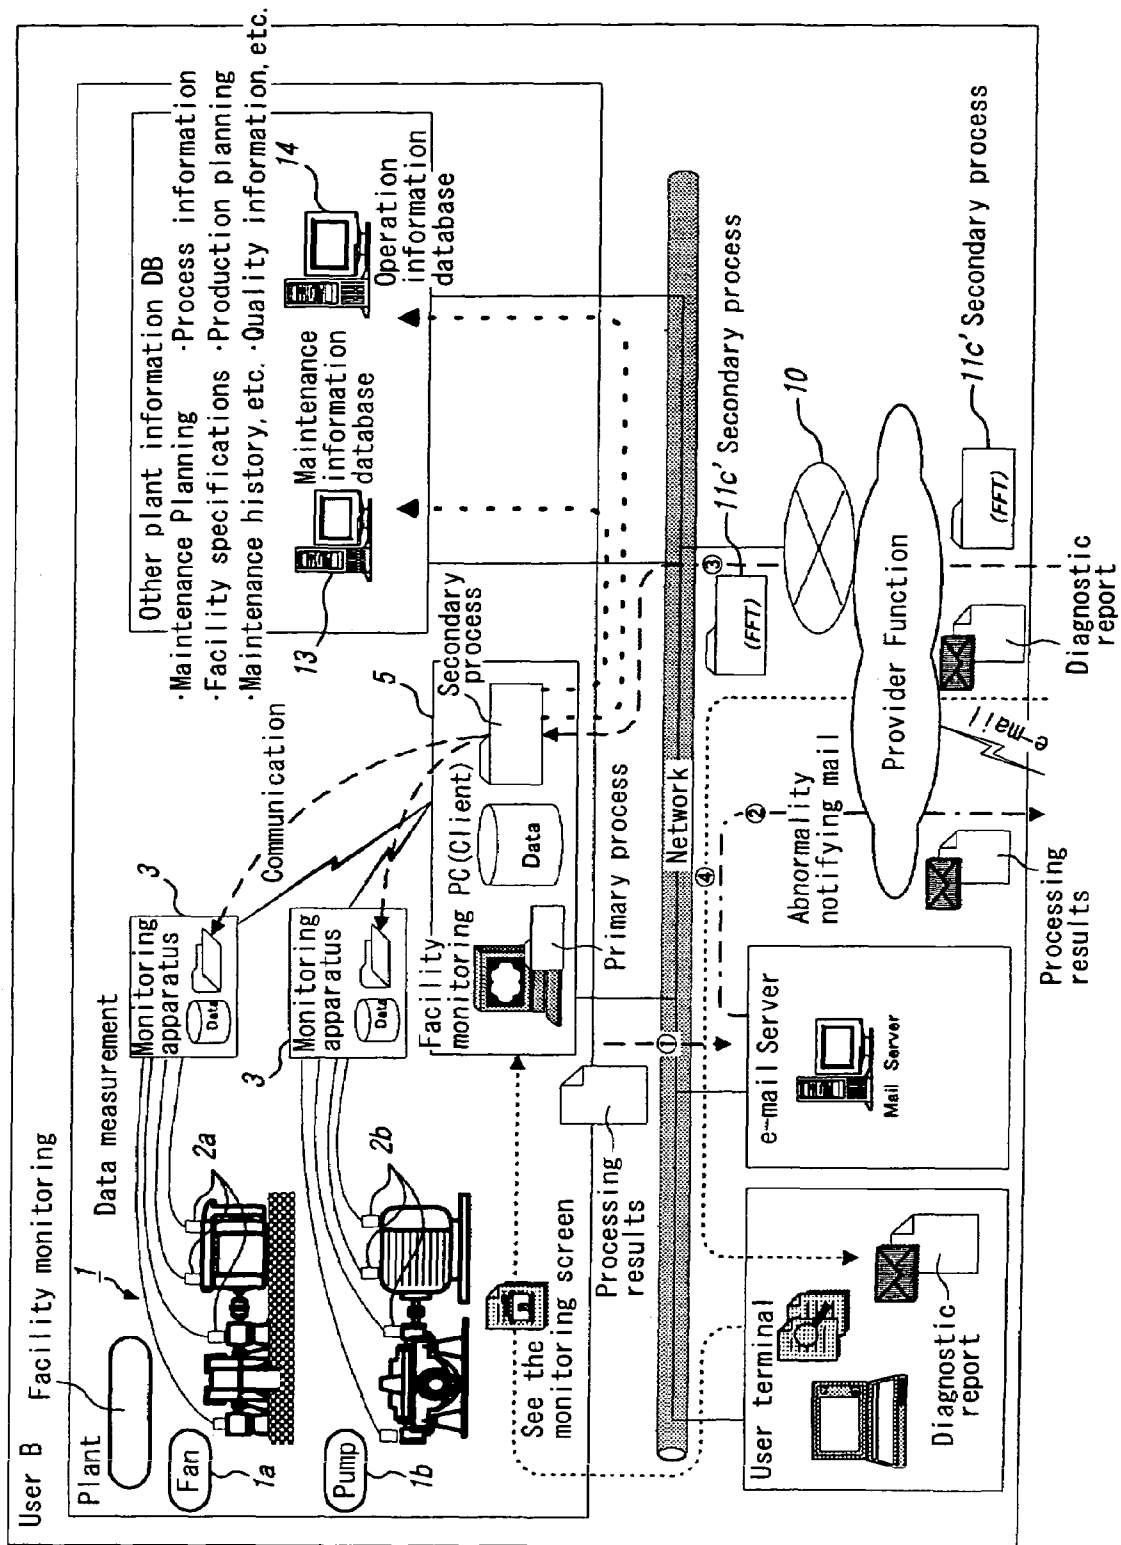 User B
Facility monitoring
Plant
Data measurement
1
Fan
1a
2a
Pump
1b
2b
Monitoring
apparatus
Data
3
Monitoring
apparatus
Data
3
Communication
Other plant information DB
·Maintenance Planning ·Process information
·Facility specifications ·Production planning
·Maintenance history, etc. ·Quality information, etc.
13
Maintenance
information
database
14
Operation
information
database
Facility
monitoring PC(Client)
5
Secondary
process
Data
Primary process
See the
monitoring screen
Processing
results
Network
①
②
③
④
11c' Secondary process
(FFT)
10
User terminal
Diagnostic
report
e-mail Server
Mail Server
Abnormality
notifying mail
Provider Function
11c' Secondary process
(FFT)
Processing
results
e-mail
Diagnostic
report